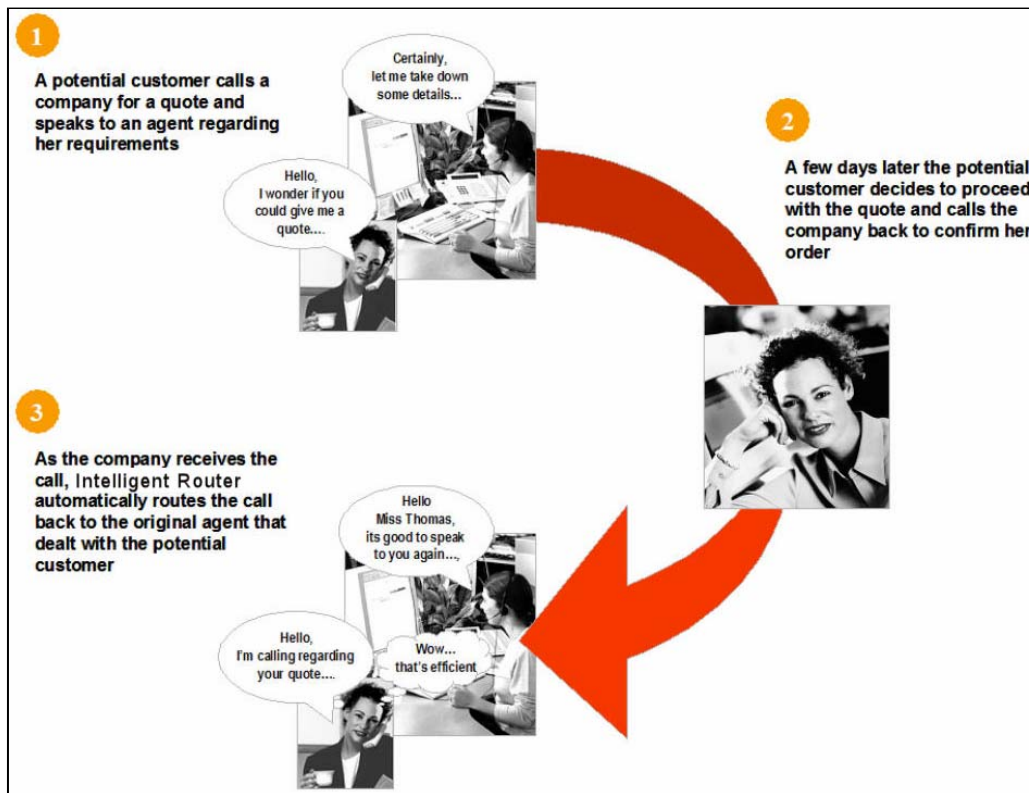 1
A potential customer calls a
company for a quote and
speaks to an agent regarding
her requirements
Certainly,
let me take down
some details...
Hello,
I wonder if you
could give me a
quote....
2
A few days later the potential
customer decides to proceed
with the quote and calls the
company back to confirm her
order
3
As the company receives the
call, Intelligent Router
automatically routes the call
back to the original agent that
dealt with the potential
customer
Hello
Miss Thomas,
its good to speak
to you again....
Hello,
I'm calling regarding
your quote....
Wow...
that's efficient